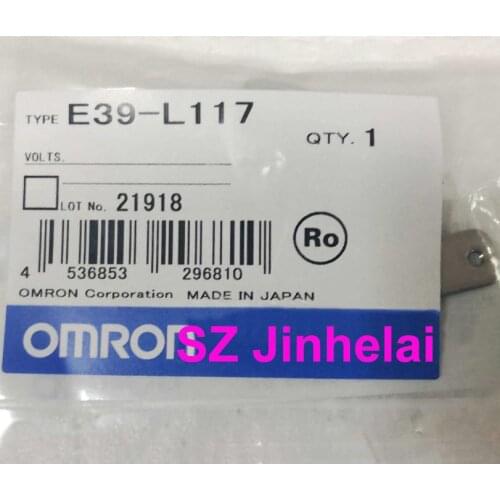 TYPE E39-L117
QTY. 1
VOLTS.
LOT No. 21918
Ro
4 536853 296810
OMRON Corporation MADE IN JAPAN
OMRON
SZ Jinhelai